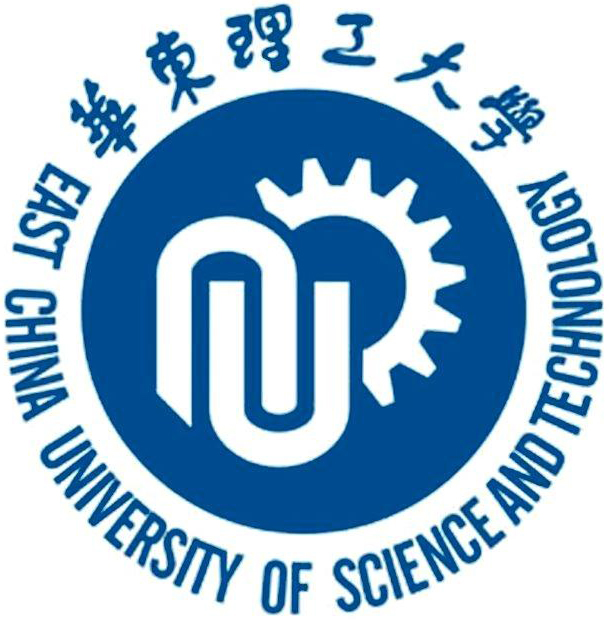 華東理工大學
EAST CHINA UNIVERSITY OF SCIENCE AND TECHNOLOGY